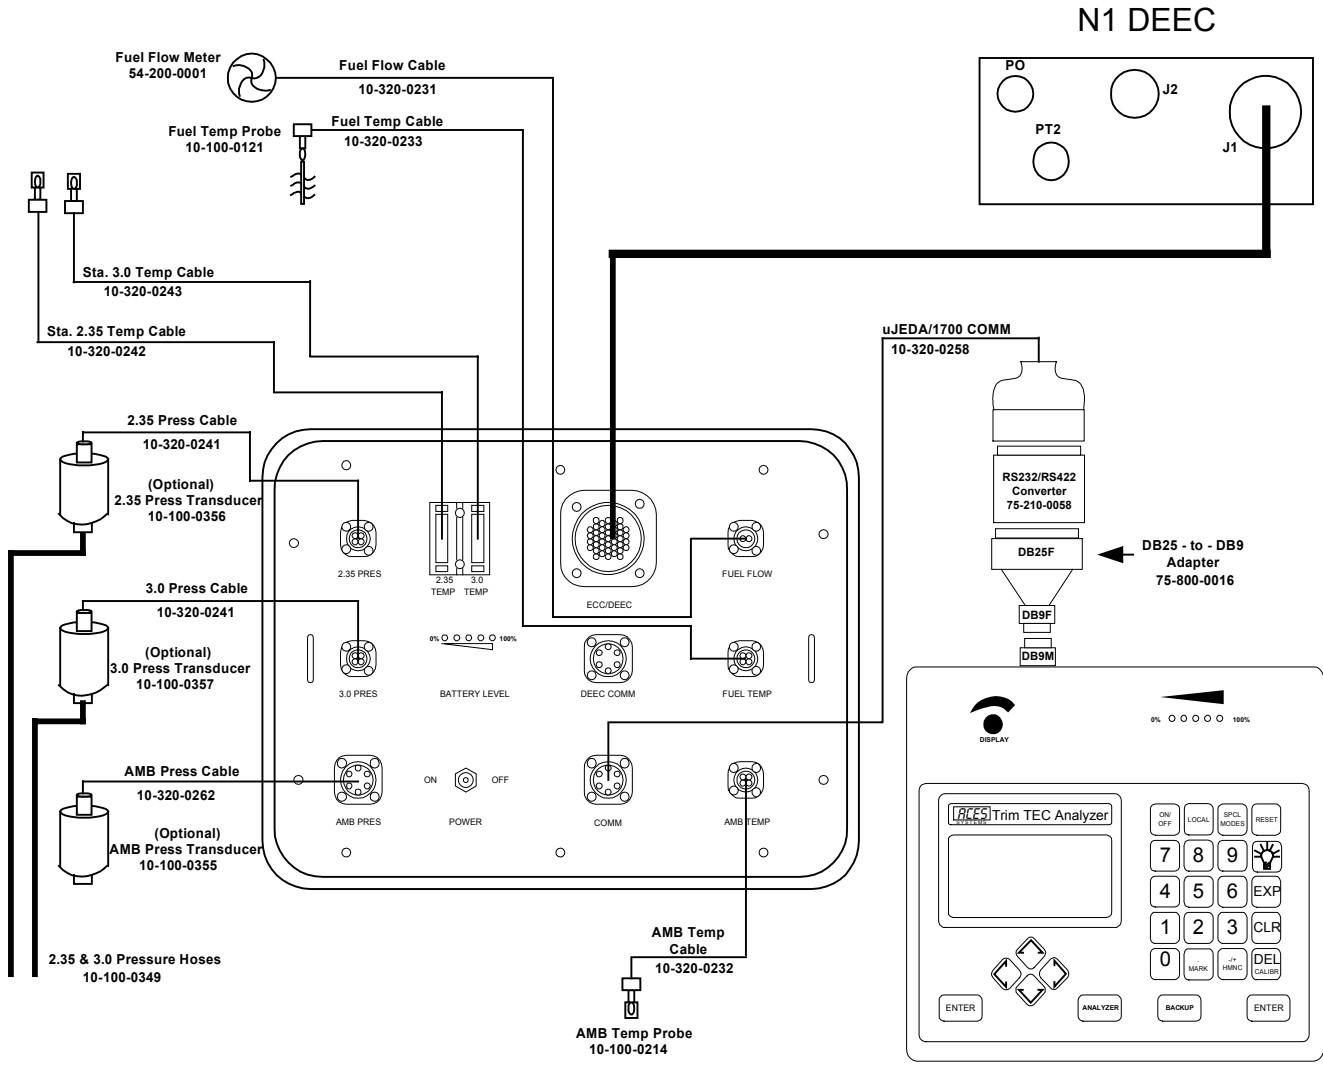 N1 DEEC
PO
J2
PT2
J1
Fuel Flow Meter
54-200-0001
Fuel Flow Cable
10-320-0231
Fuel Temp Probe
10-100-0121
Fuel Temp Cable
10-320-0233
Sta. 3.0 Temp Cable
10-320-0243
Sta. 2.35 Temp Cable
10-320-0242
uJEDA/1700 COMM
10-320-0258
2.35 Press Cable
10-320-0241
(Optional)
2.35 Press Transducer
10-100-0356
3.0 Press Cable
10-320-0241
(Optional)
3.0 Press Transducer
10-100-0357
AMB Press Cable
10-320-0262
(Optional)
AMB Press Transducer
10-100-0355
2.35 & 3.0 Pressure Hoses
10-100-0349
2.35 PRES
2.35
TEMP
3.0
TEMP
ECC/DEEC
FUEL FLOW
0%
100%
3.0 PRES
BATTERY LEVEL
DEEC COMM
FUEL TEMP
ON
OFF
AMB PRES
POWER
COMM
AMB TEMP
AMB Temp
Cable
10-320-0232
AMB Temp Probe
10-100-0214
RS232/RS422
Converter
75-210-0058
DB25F
DB25 - to - DB9
Adapter
75-800-0016
DB9F
DB9M
DISPLAY
0%
100%
ACES
SYSTEMS
Trim TEC Analyzer
ON/
OFF
LOCAL
SPCL
MODES
RESET
7
8
9
4
5
6
EXP
1
2
3
CLR
0
.
MARK
-/+
HMNC
DEL
CALIBR
ENTER
ANALYZER
BACKUP
ENTER